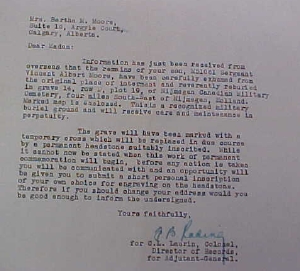 Mrs. Bertha M. Moore,
Suite 18, Argyle Court,
Calgary, Alberta.
Dear Madam:
Information has just been received from
overseas that the remains of your son,
Sergeant
Vincent Albert Moore, have been carefully exhumed from
the original place of interment and reverently reburied
in grave 14, row F, plot 19, of Nijmegen Canadian Military
Cemetery, four miles South-East of Nijmegen, Holland.
Marked map is enclosed. This is a recognized military
burial ground and will receive care and maintenance in
perpetuity.
The grave will have been marked with a
temporary cross which will be replaced in due course
by a permanent headstone suitably inscribed. While
it cannot now be stated when this work of permanent
commemoration will begin, before any action is taken
you will be communicated with and an opportunity will
be given you to submit a short personal inscription
of your own choice for engraving on the headstone.
Therefore if you should change your address would you
be good enough to inform the undersigned.
Yours faithfully,
for C.L. Laurin, Colonel,
Director of Records,
for Adjutant-General.